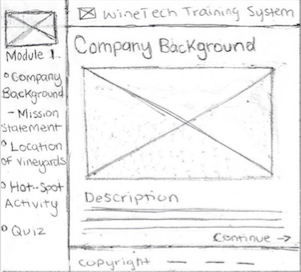 WineTech Training System
Module 1
Company
Background
- Mission
Statement
Location
of vineyards
Hot-Spot
Activity
Quiz
Company Background
Description
Continue →
copyright